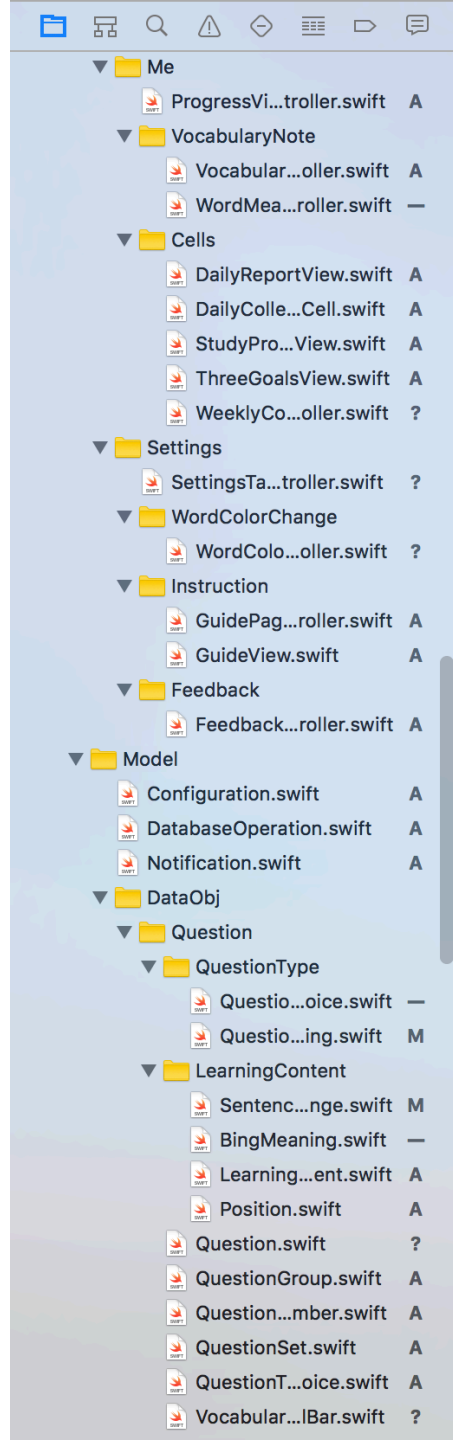 Me
ProgressVi...troller.swift A
VocabularyNote
Vocabular...oller.swift A
WordMea...roller.swift —
Cells
DailyReportView.swift A
DailyColle...Cell.swift A
StudyPro...View.swift A
ThreeGoalsView.swift A
WeeklyCo...oller.swift ?
Settings
SettingsTa...troller.swift ?
WordColorChange
WordColo...oller.swift ?
Instruction
GuidePag...roller.swift A
GuideView.swift A
Feedback
Feedback...roller.swift A
Model
Configuration.swift A
DatabaseOperation.swift A
Notification.swift A
DataObj
Question
QuestionType
Questio...oice.swift —
Questio...ing.swift M
LearningContent
Sentenc...nge.swift M
BingMeaning.swift —
Learning...ent.swift A
Position.swift A
Question.swift ?
QuestionGroup.swift A
Question...mber.swift A
QuestionSet.swift A
QuestionT...oice.swift A
Vocabular...lBar.swift ?